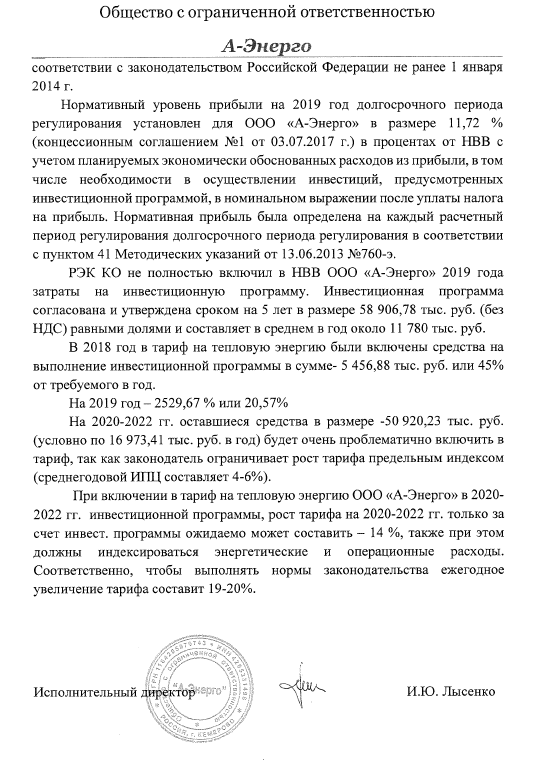 Общество с ограниченной ответственностью
А-Энерго
соответствии с законодательством Российской Федерации не ранее 1 января
2014 г.
Нормативный уровень прибыли на 2019 год долгосрочного периода
регулирования установлен для ООО «А-Энерго» в размере 11,72 %
(концессионным соглашением №1 от 03.07.2017 г.) в процентах от НВВ с
учетом планируемых экономически обоснованных расходов из прибыли, в том
числе необходимости в осуществлении инвестиций, предусмотренных
инвестиционной программой, в номинальном выражении после уплаты налога
на прибыль. Нормативная прибыль была определена на каждый расчетный
период регулирования долгосрочного периода регулирования в соответствии
с пунктом 41 Методических указаний от 13.06.2013 №760-э.
РЭК КО не полностью включил в НВВ ООО «А-Энерго» 2019 года
затраты на инвестиционную программу. Инвестиционная программа
согласована и утверждена сроком на 5 лет в размере 58 906,78 тыс. руб. (без
НДС) равными долями и составляет в среднем в год около 11 780 тыс. руб.
В 2018 год в тариф на тепловую энергию были включены средства на
выполнение инвестиционной программы в сумме- 5 456,88 тыс. руб. или 45%
от требуемого в год.
На 2019 год – 2529,67 % или 20,57%
На 2020-2022 гг. оставшиеся средства в размере -50 920,23 тыс. руб.
(условно по 16 973,41 тыс. руб. в год) будет очень проблематично включить в
тариф, так как законодатель ограничивает рост тарифа предельным индексом
(среднегодовой ИПЦ составляет 4-6%).
При включении в тариф на тепловую энергию ООО «А-Энерго» в 2020-
2022 гг. инвестиционной программы, рост тарифа на 2020-2022 гг. только за
счет инвест. программы ожидаемо может составить – 14 %, также при этом
должны индексироваться энергетические и операционные расходы.
Соответственно, чтобы выполнять нормы законодательства ежегодное
увеличение тарифа составит 19-20%.
Исполнительный директор И.Ю. Лысенко
"А-Энерго"
РОССИЯ, г. КЕМЕРОВО